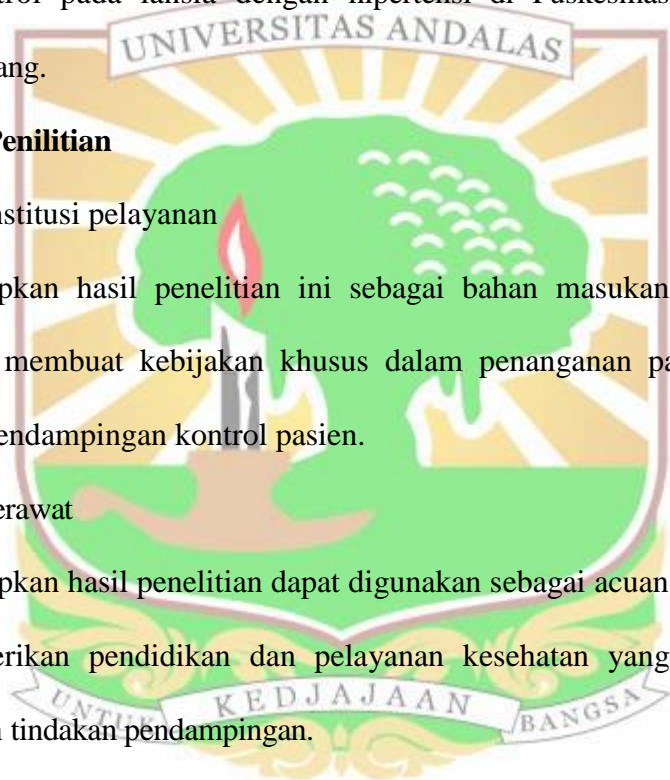 trol pada lansia dengan hipertensi di Puskesmas
UNIVERSITAS ANDALAS
ang.
Penilitian
nstitusi pelayanan
pkan hasil penelitian ini sebagai bahan masukan
membuat kebijakan khusus dalam penanganan pa
endampingan kontrol pasien.
erawat
pkan hasil penelitian dapat digunakan sebagai acuan
erikan pendidikan dan pelayanan kesehatan yang
UNTUK KEDJAJAAN BANGSA
tindakan pendampingan.